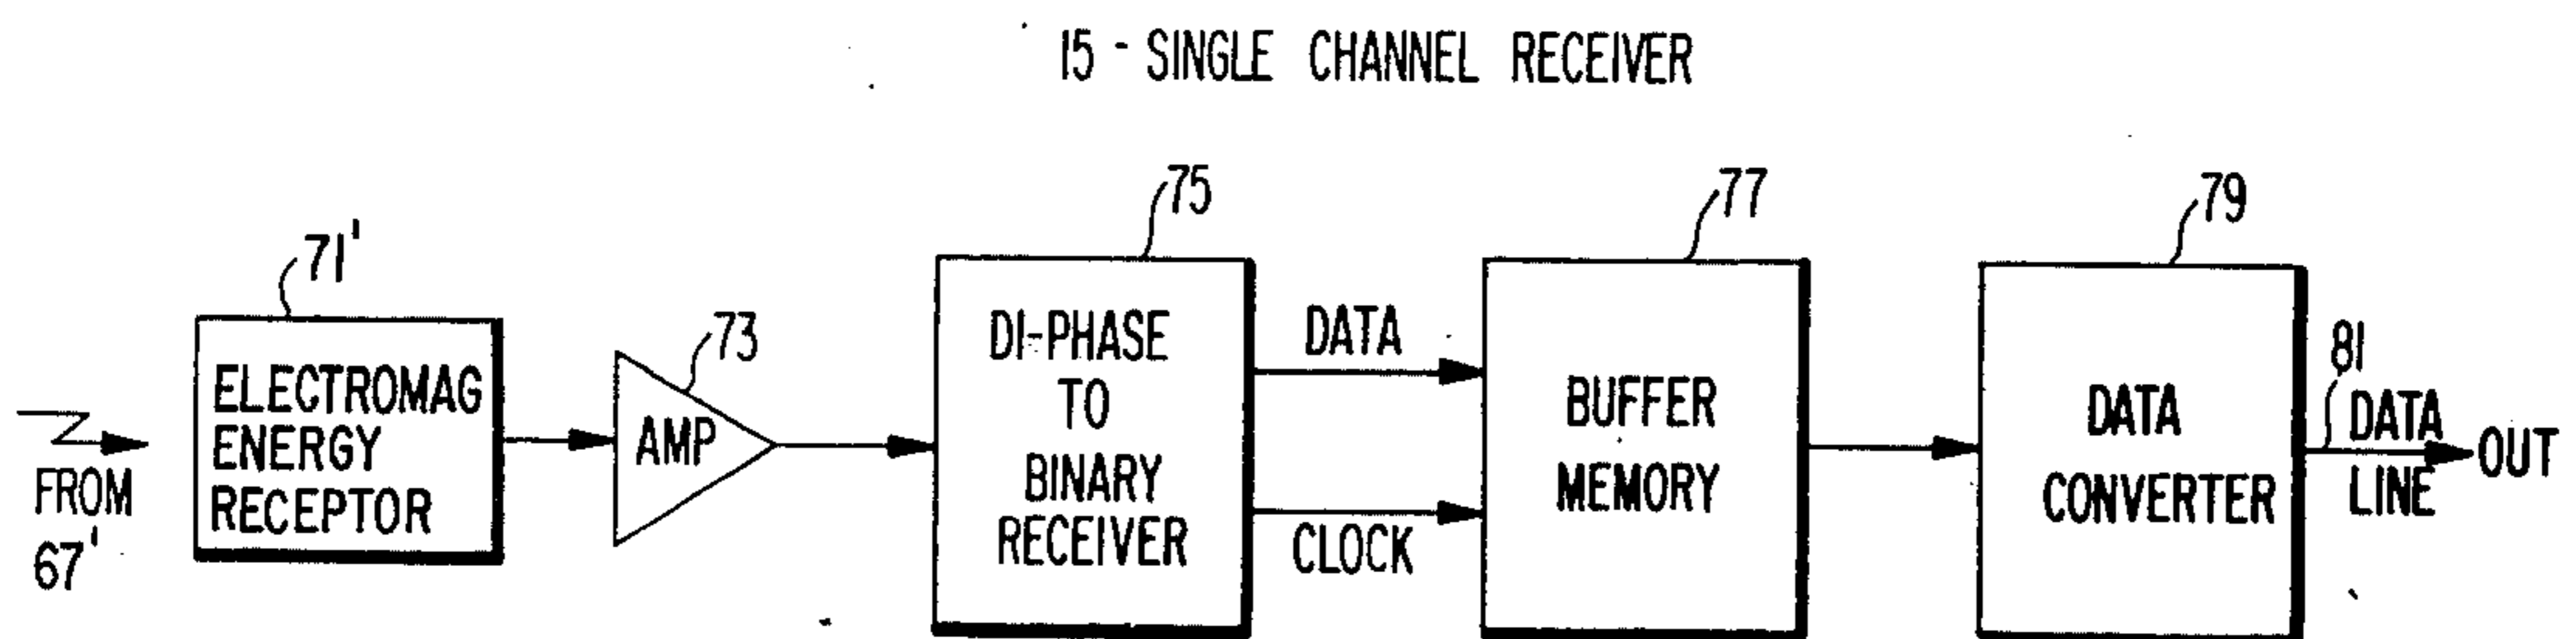 15 - SINGLE CHANNEL RECEIVER
FROM
67'
71'
ELECTROMAG
ENERGY
RECEPTOR
73
AMP
75
DI-PHASE
TO
BINARY
RECEIVER
DATA
CLOCK
77
BUFFER
MEMORY
79
DATA
CONVERTER
81
DATA
LINE
OUT